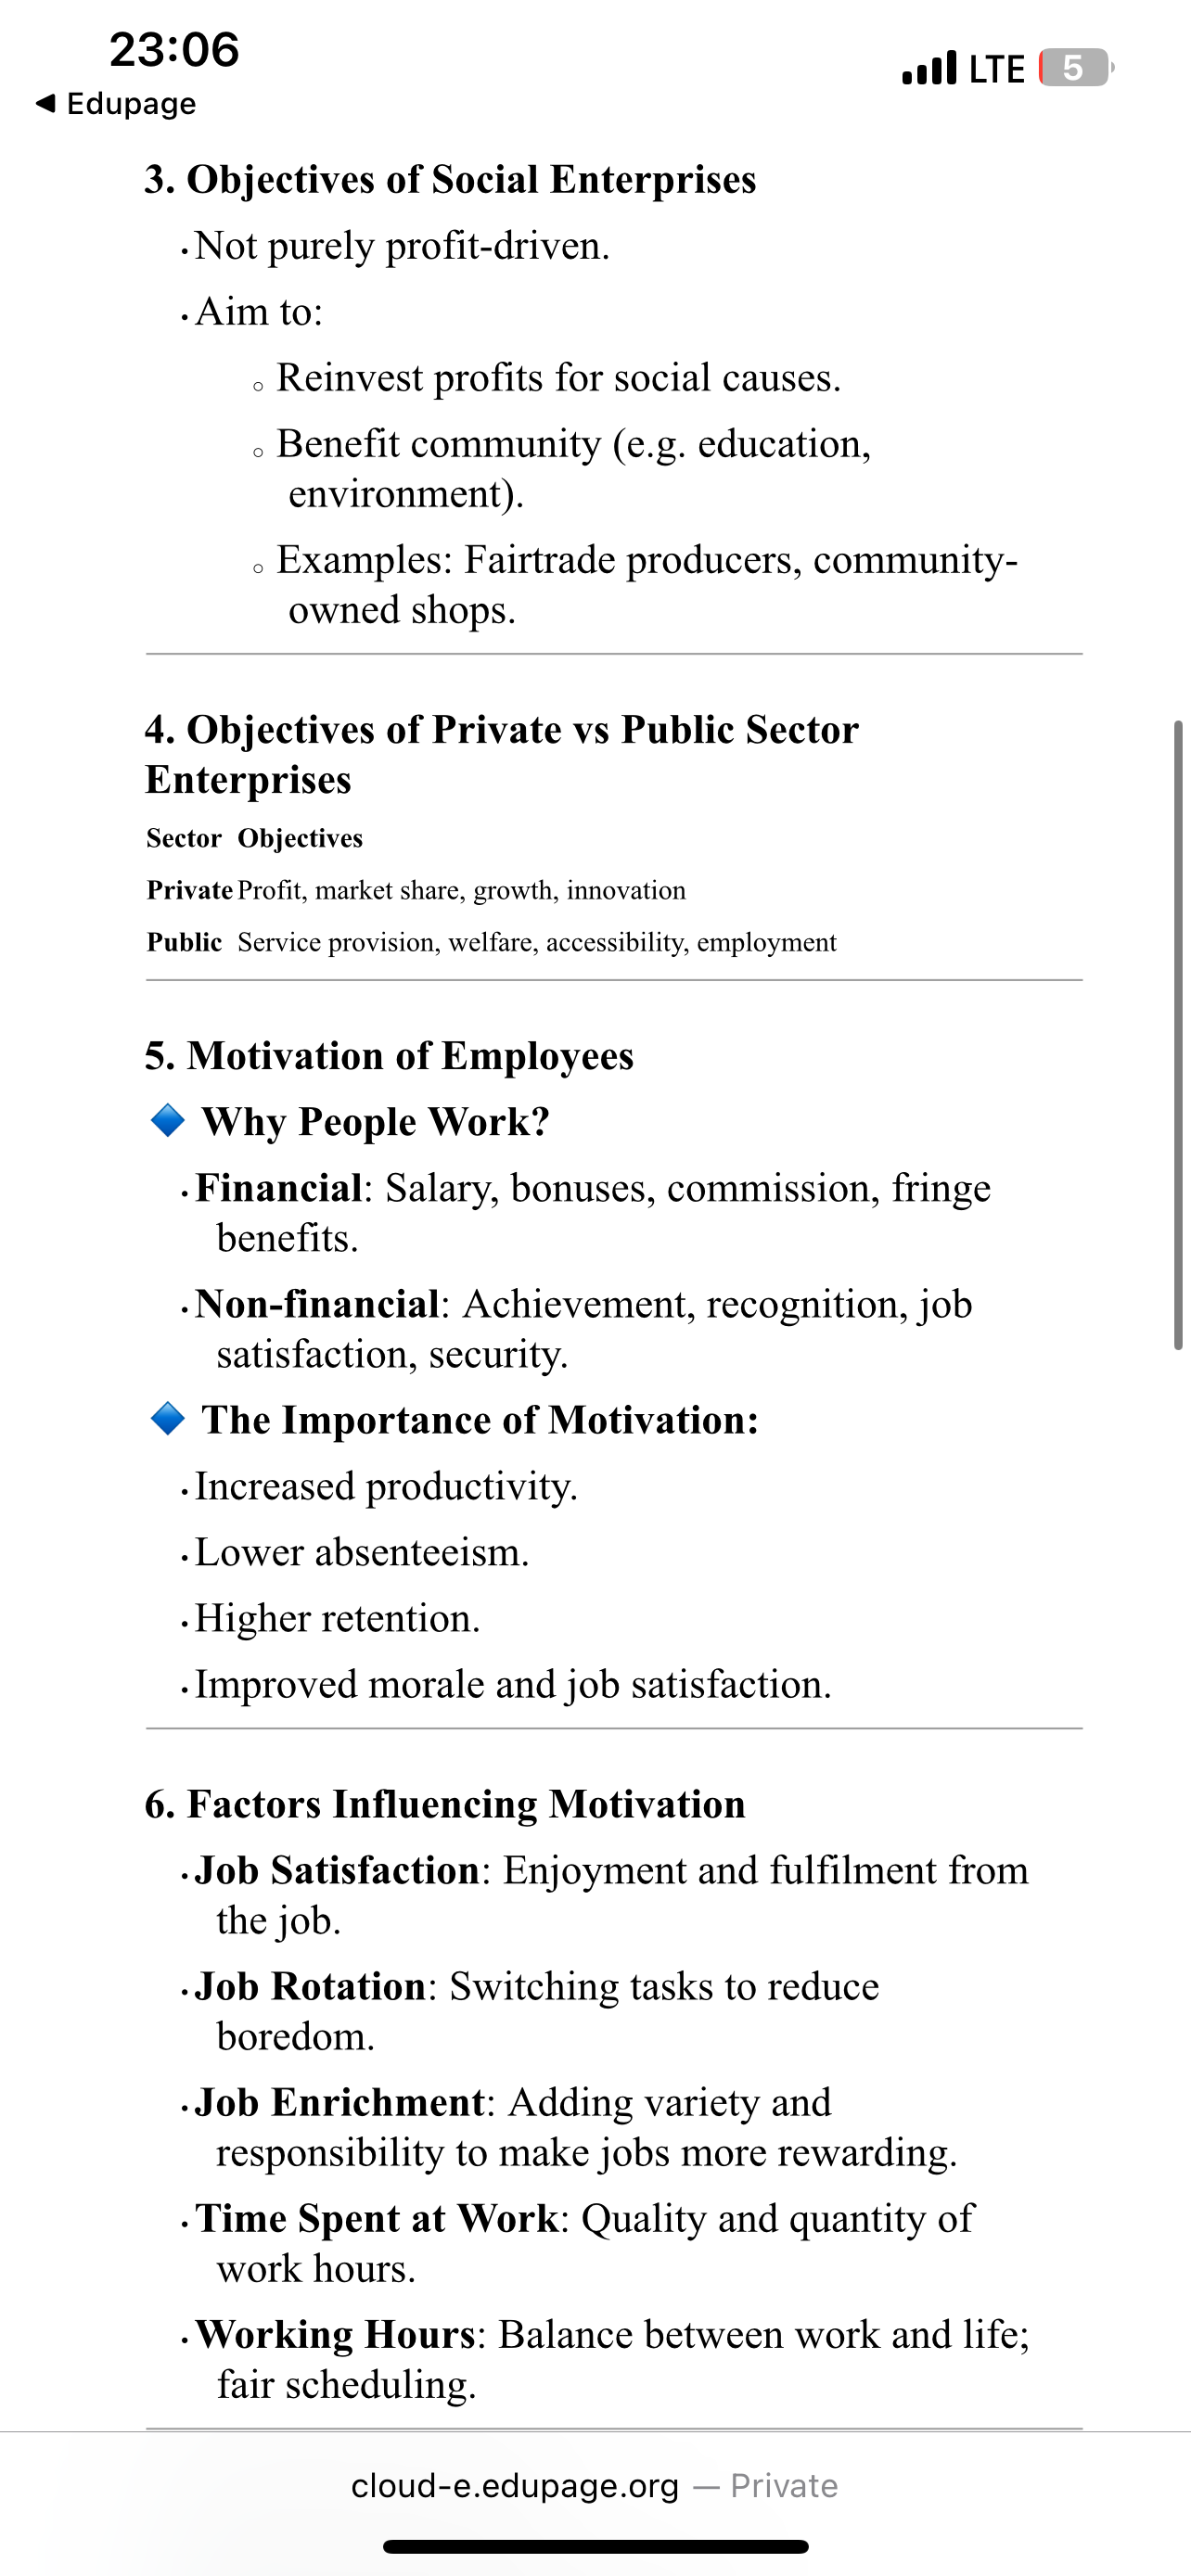 23:06
LTE 5
◀ Edupage
3. Objectives of Social Enterprises
· Not purely profit-driven.
· Aim to:
o Reinvest profits for social causes.
o Benefit community (e.g. education,
environment).
o Examples: Fairtrade producers, community-
owned shops.
4. Objectives of Private vs Public Sector
Enterprises
Sector Objectives
Private Profit, market share, growth, innovation
Public Service provision, welfare, accessibility, employment
5. Motivation of Employees
🔷 Why People Work?
· Financial: Salary, bonuses, commission, fringe
benefits.
· Non-financial: Achievement, recognition, job
satisfaction, security.
🔷 The Importance of Motivation:
· Increased productivity.
· Lower absenteeism.
· Higher retention.
· Improved morale and job satisfaction.
6. Factors Influencing Motivation
· Job Satisfaction: Enjoyment and fulfilment from
the job.
· Job Rotation: Switching tasks to reduce
boredom.
· Job Enrichment: Adding variety and
responsibility to make jobs more rewarding.
· Time Spent at Work: Quality and quantity of
work hours.
· Working Hours: Balance between work and life;
fair scheduling.
cloud-e.edupage.org — Private